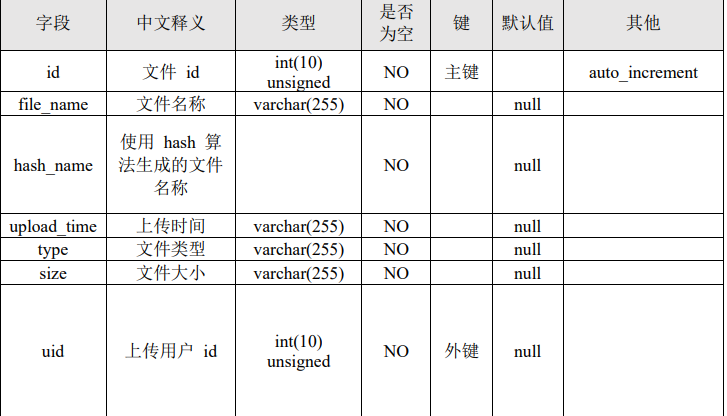 字段 中文释义 类型 是否为空 键 默认值 其他
id 文件 id int(10) unsigned NO 主键 auto_increment
file_name 文件名称 varchar(255) NO null
hash_name 使用 hash 算法生成的文件名称 NO null
upload_time 上传时间 varchar(255) NO null
type 文件类型 varchar(255) NO null
size 文件大小 varchar(255) NO null
uid 上传用户 id int(10) unsigned NO 外键 null